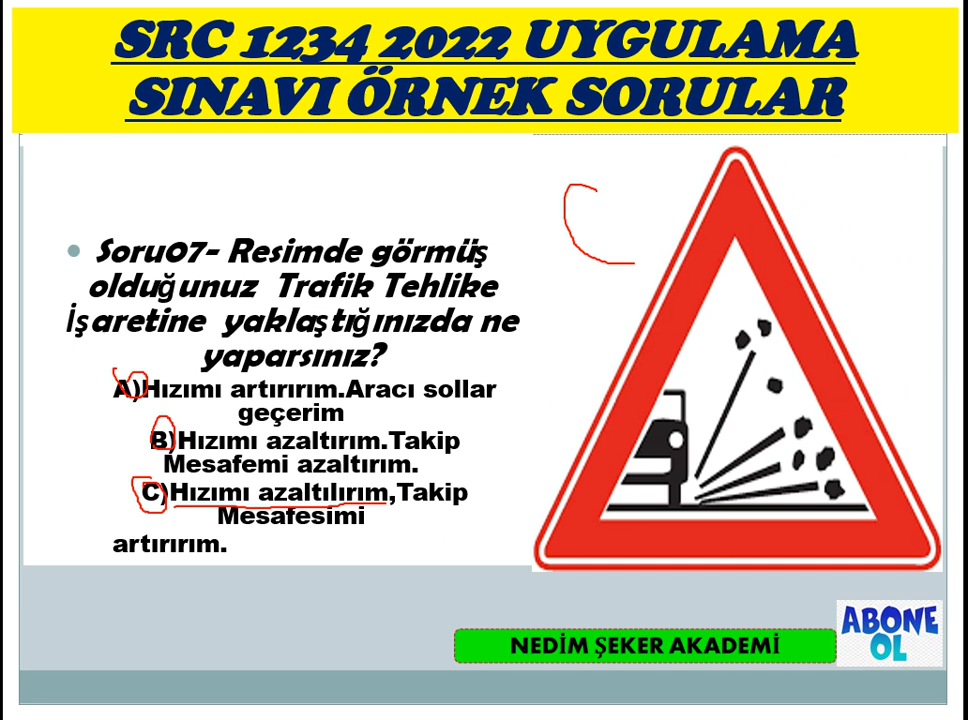 SRC 1234 2022 UYGULAMA
SINAVI ÖRNEK SORULAR
Soru07- Resimde görmüş
olduğunuz Trafik Tehlike
İşaretine yaklaştığınızda ne
yaparsınız?
A)Hızımı artırırım.Aracı sollar
geçerim
B)Hızımı azaltırım.Takip
Mesafemi azaltırım.
C)Hızımı azaltılırım,Takip
Mesafesimi
artırırım.
NEDİM ŞEKER AKADEMİ
ABONE
OL